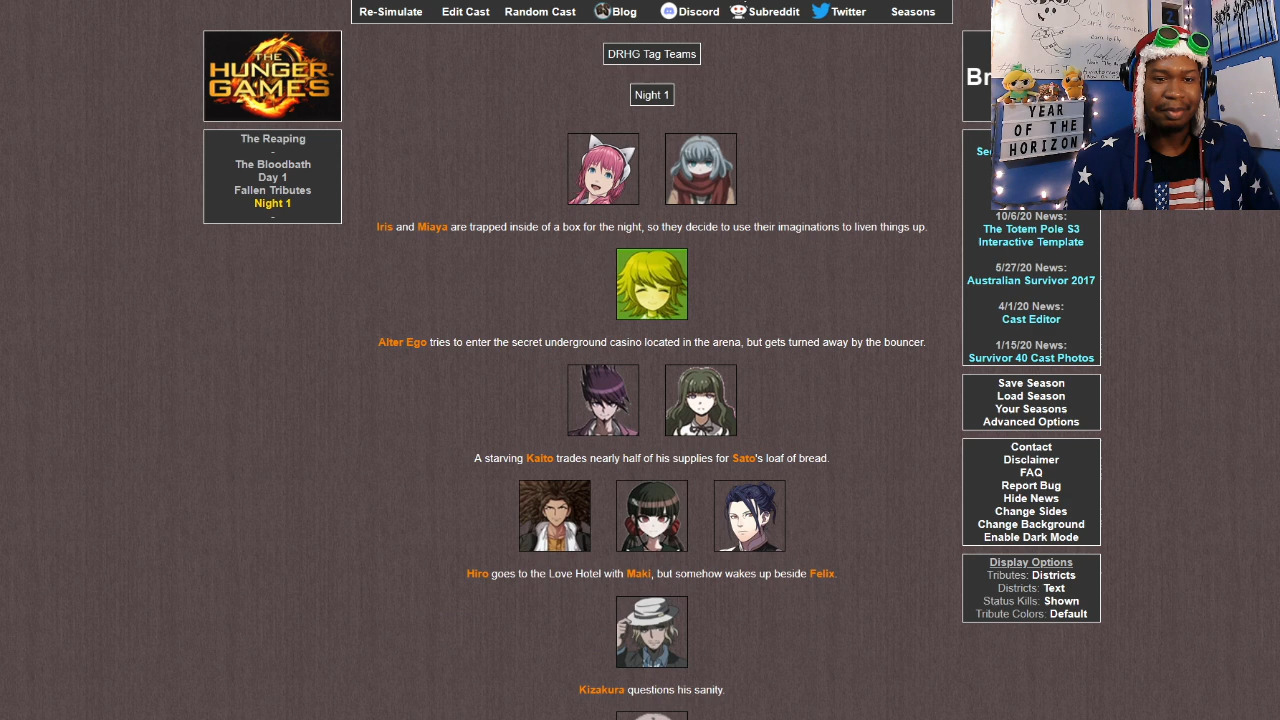 Re-Simulate Edit Cast Random Cast Blog Discord Subreddit Twitter Seasons
THE HUNGER GAMES
The Reaping
-
The Bloodbath
Day 1
Fallen Tributes
Night 1
-
DRHG Tag Teams
Night 1
Iris and Miaya are trapped inside of a box for the night, so they decide to use their imaginations to liven things up.
Alter Ego tries to enter the secret underground casino located in the arena, but gets turned away by the bouncer.
A starving Kaito trades nearly half of his supplies for Sato's loaf of bread.
Hiro goes to the Love Hotel with Maki, but somehow wakes up beside Felix.
Kizakura questions his sanity.
YEAR
OF THE
HORIZON
2
10/6/20 News:
The Totem Pole S3
Interactive Template
5/27/20 News:
Australian Survivor 2017
4/1/20 News:
Cast Editor
1/15/20 News:
Survivor 40 Cast Photos
Save Season
Load Season
Your Seasons
Advanced Options
Contact
Disclaimer
FAQ
Report Bug
Hide News
Change Sides
Change Background
Enable Dark Mode
Display Options
Tributes: Districts
Districts: Text
Status Kills: Shown
Tribute Colors: Default